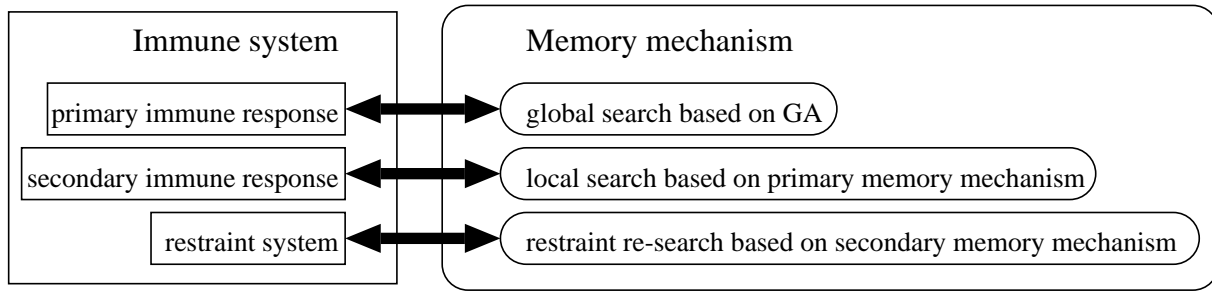 Immune system
Memory mechanism
primary immune response
global search based on GA
secondary immune response
local search based on primary memory mechanism
restraint system
restraint re-search based on secondary memory mechanism